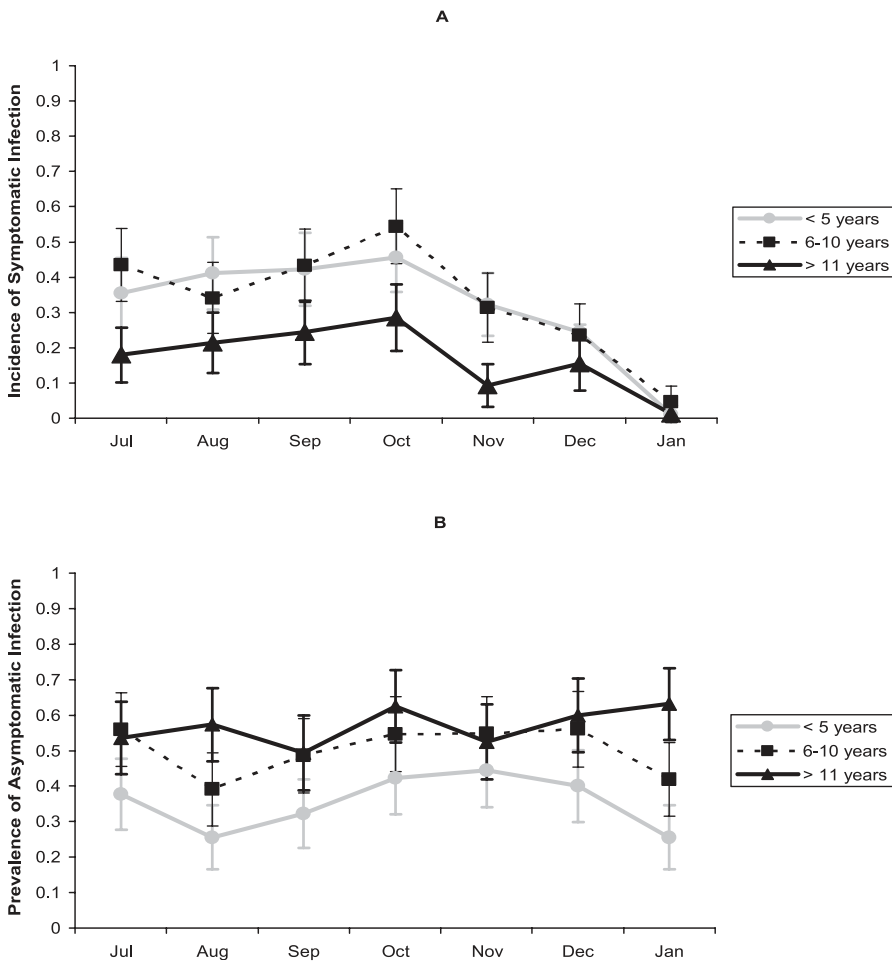 A
Incidence of Symptomatic Infection
1
0.9
0.8
0.7
0.6
0.5
0.4
0.3
0.2
0.1
0
Jul Aug Sep Oct Nov Dec Jan
< 5 years
6-10 years
> 11 years
B
Prevalence of Asymptomatic Infection
1
0.9
0.8
0.7
0.6
0.5
0.4
0.3
0.2
0.1
0
Jul Aug Sep Oct Nov Dec Jan
< 5 years
6-10 years
> 11 years